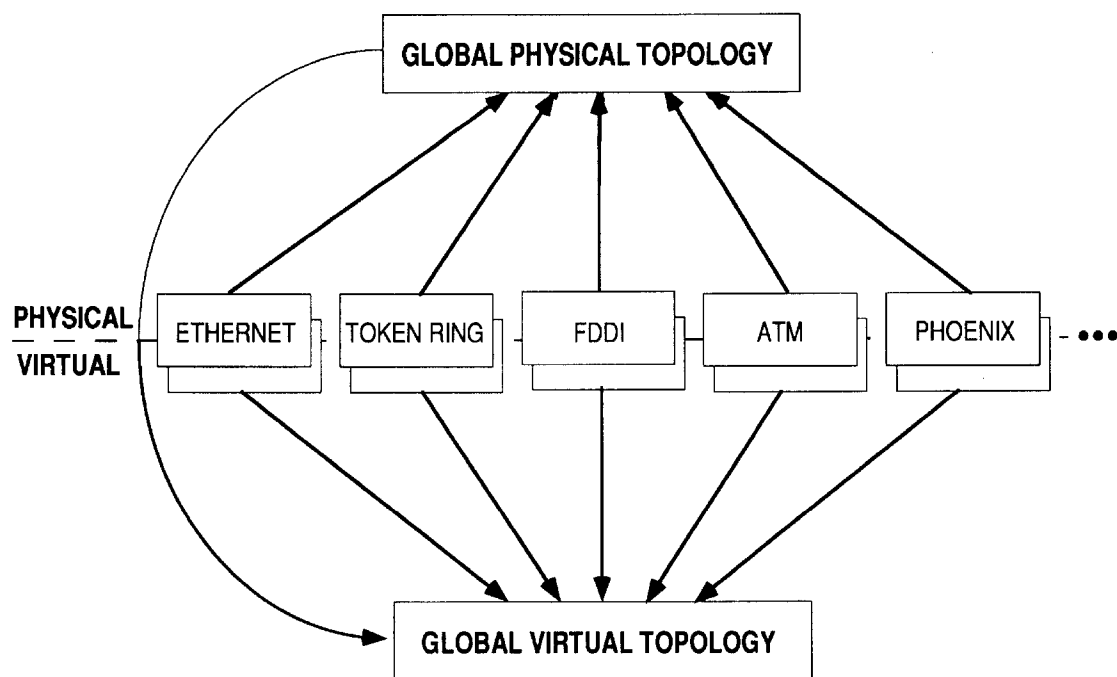 GLOBAL PHYSICAL TOPOLOGY
PHYSICAL
VIRTUAL
ETHERNET
TOKEN RING
FDDI
ATM
PHOENIX
GLOBAL VIRTUAL TOPOLOGY